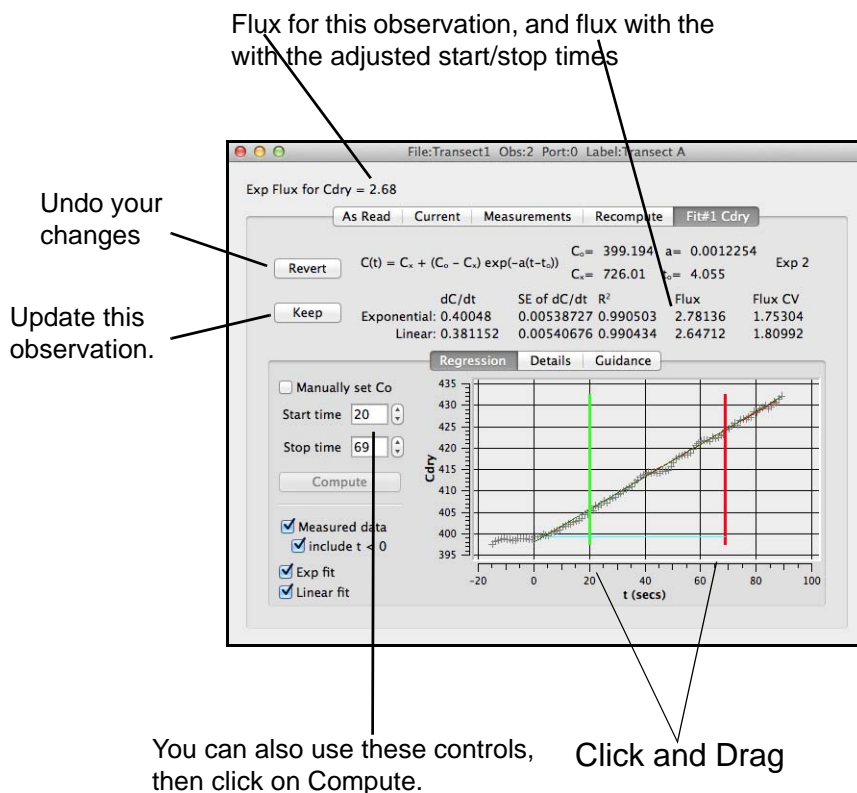 Flux for this observation, and flux with the
with the adjusted start/stop times
File:Transect1 Obs:2 Port:0 Label:Transect A
Exp Flux for Cdry = 2.68
As Read Current Measurements Recompute Fit#1 Cdry
Undo your
changes
Revert
C(t) = Cₓ + (Cₒ – Cₓ) exp(-a(t-tₒ))
Cₒ= 399.194 a= 0.0012254
Cₓ= 726.01 tₒ= 4.055
Exp 2
Update this
observation.
Keep
dC/dt SE of dC/dt R² Flux Flux CV
Exponential: 0.40048 0.00538727 0.990503 2.78136 1.75304
Linear: 0.381152 0.00540676 0.990434 2.64712 1.80992
Regression Details Guidance
Manually set Co
Start time 20
Stop time 69
Compute
Measured data
include t < 0
Exp fit
Linear fit
Cdry
435
430
425
420
415
410
405
400
395
-20 0 20 40 60 80 100
t (secs)
You can also use these controls,
then click on Compute.
Click and Drag